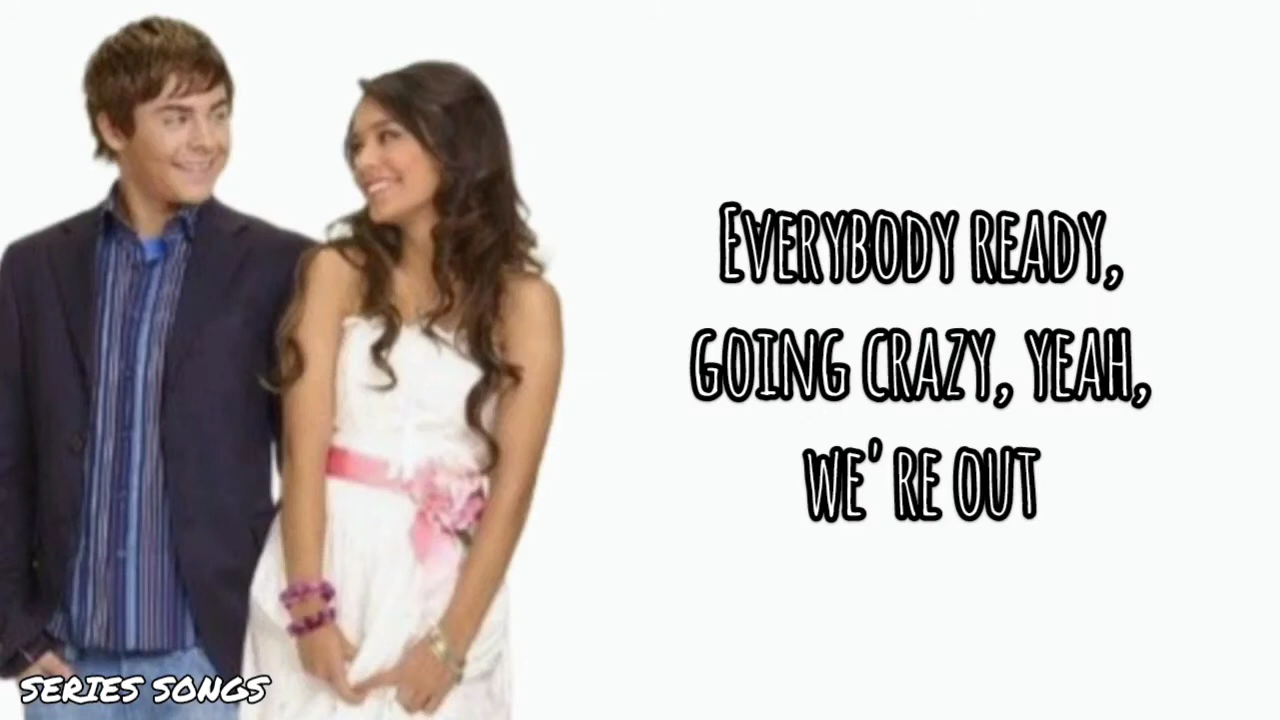 Everybody ready,
going crazy, yeah,
we're out
SERIES SONGS